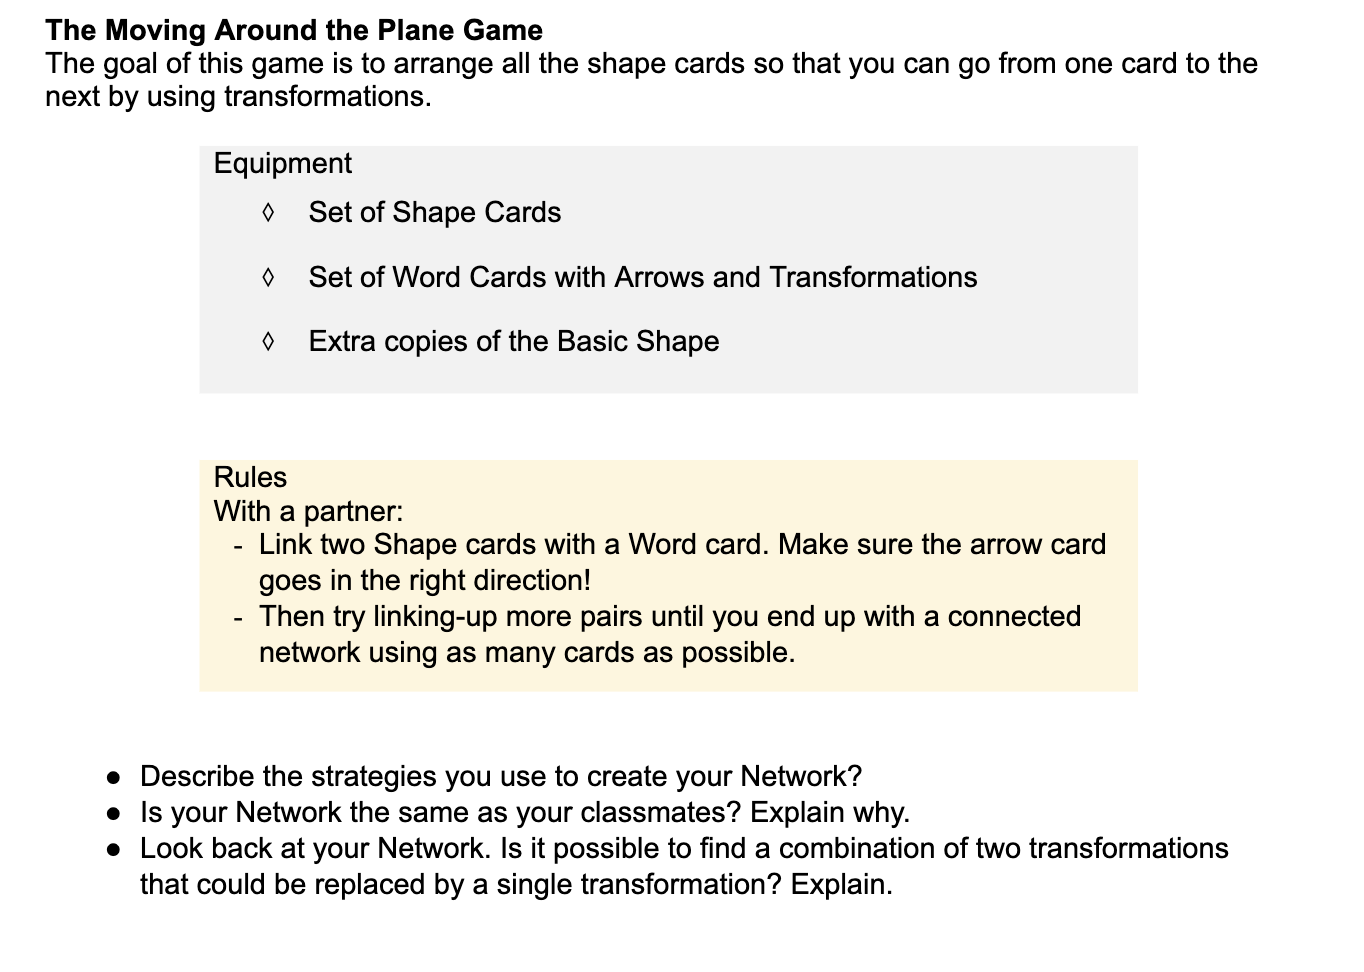 The Moving Around the Plane Game
The goal of this game is to arrange all the shape cards so that you can go from one card to the
next by using transformations.
Equipment
◊ Set of Shape Cards
◊ Set of Word Cards with Arrows and Transformations
◊ Extra copies of the Basic Shape
Rules
With a partner:
- Link two Shape cards with a Word card. Make sure the arrow card
goes in the right direction!
- Then try linking-up more pairs until you end up with a connected
network using as many cards as possible.
● Describe the strategies you use to create your Network?
● Is your Network the same as your classmates? Explain why.
● Look back at your Network. Is it possible to find a combination of two transformations
that could be replaced by a single transformation? Explain.